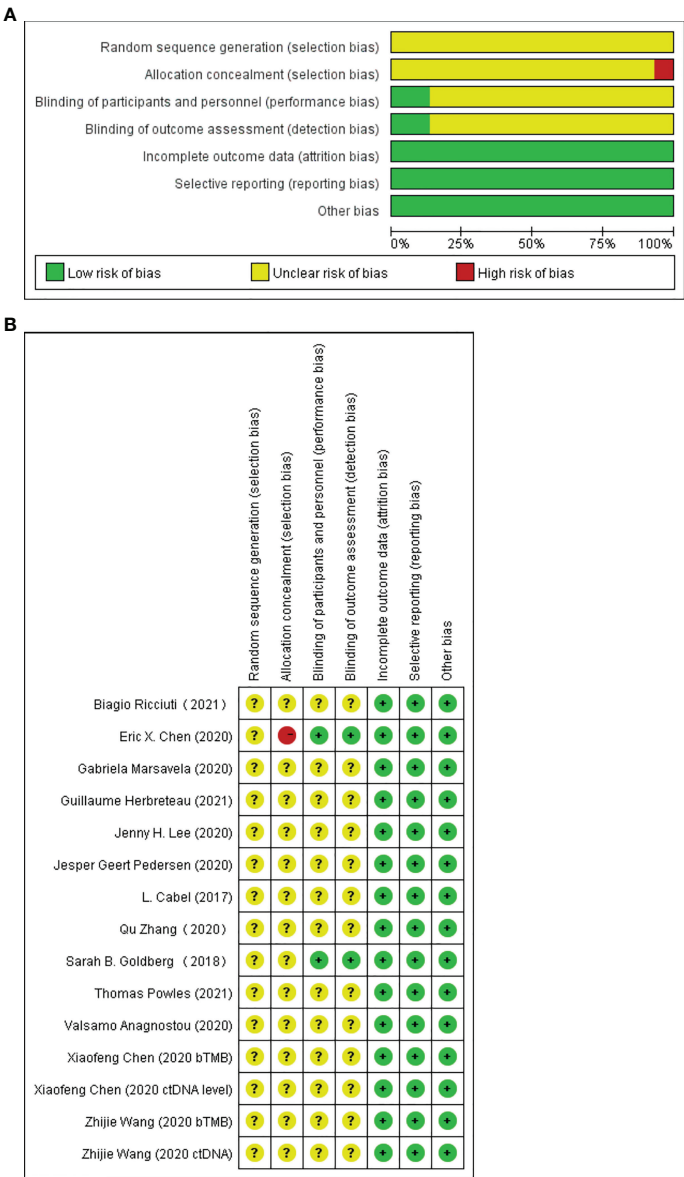 A
Random sequence generation (selection bias)
Allocation concealment (selection bias)
Blinding of participants and personnel (performance bias)
Blinding of outcome assessment (detection bias)
Incomplete outcome data (attrition bias)
Selective reporting (reporting bias)
Other bias
0% 25% 50% 75% 100%
Low risk of bias Unclear risk of bias High risk of bias
B
Random sequence generation (selection bias)
Allocation concealment (selection bias)
Blinding of participants and personnel (performance bias)
Blinding of outcome assessment (detection bias)
Incomplete outcome data (attrition bias)
Selective reporting (reporting bias)
Other bias
Biagio Ricciuti (2021) ? ? ? ? + + +
Eric X. Chen (2020) ? - + + + + +
Gabriela Marsavela (2020) ? ? ? ? + + +
Guillaume Herbreteau (2021) ? ? ? ? + + +
Jenny H. Lee (2020) ? ? ? ? + + +
Jesper Geert Pedersen (2020) ? ? ? ? + + +
L. Cabel (2017) ? ? ? ? + + +
Qu Zhang (2020) ? ? ? ? + + +
Sarah B. Goldberg (2018) ? ? + + + + +
Thomas Powles (2021) ? ? ? ? + + +
Valsamo Anagnostou (2020) ? ? ? ? + + +
Xiaofeng Chen (2020 bTMB) ? ? ? ? + + +
Xiaofeng Chen (2020 ctDNA level) ? ? ? ? + + +
Zhijie Wang (2020 bTMB) ? ? ? ? + + +
Zhijie Wang (2020 ctDNA) ? ? ? ? + + +